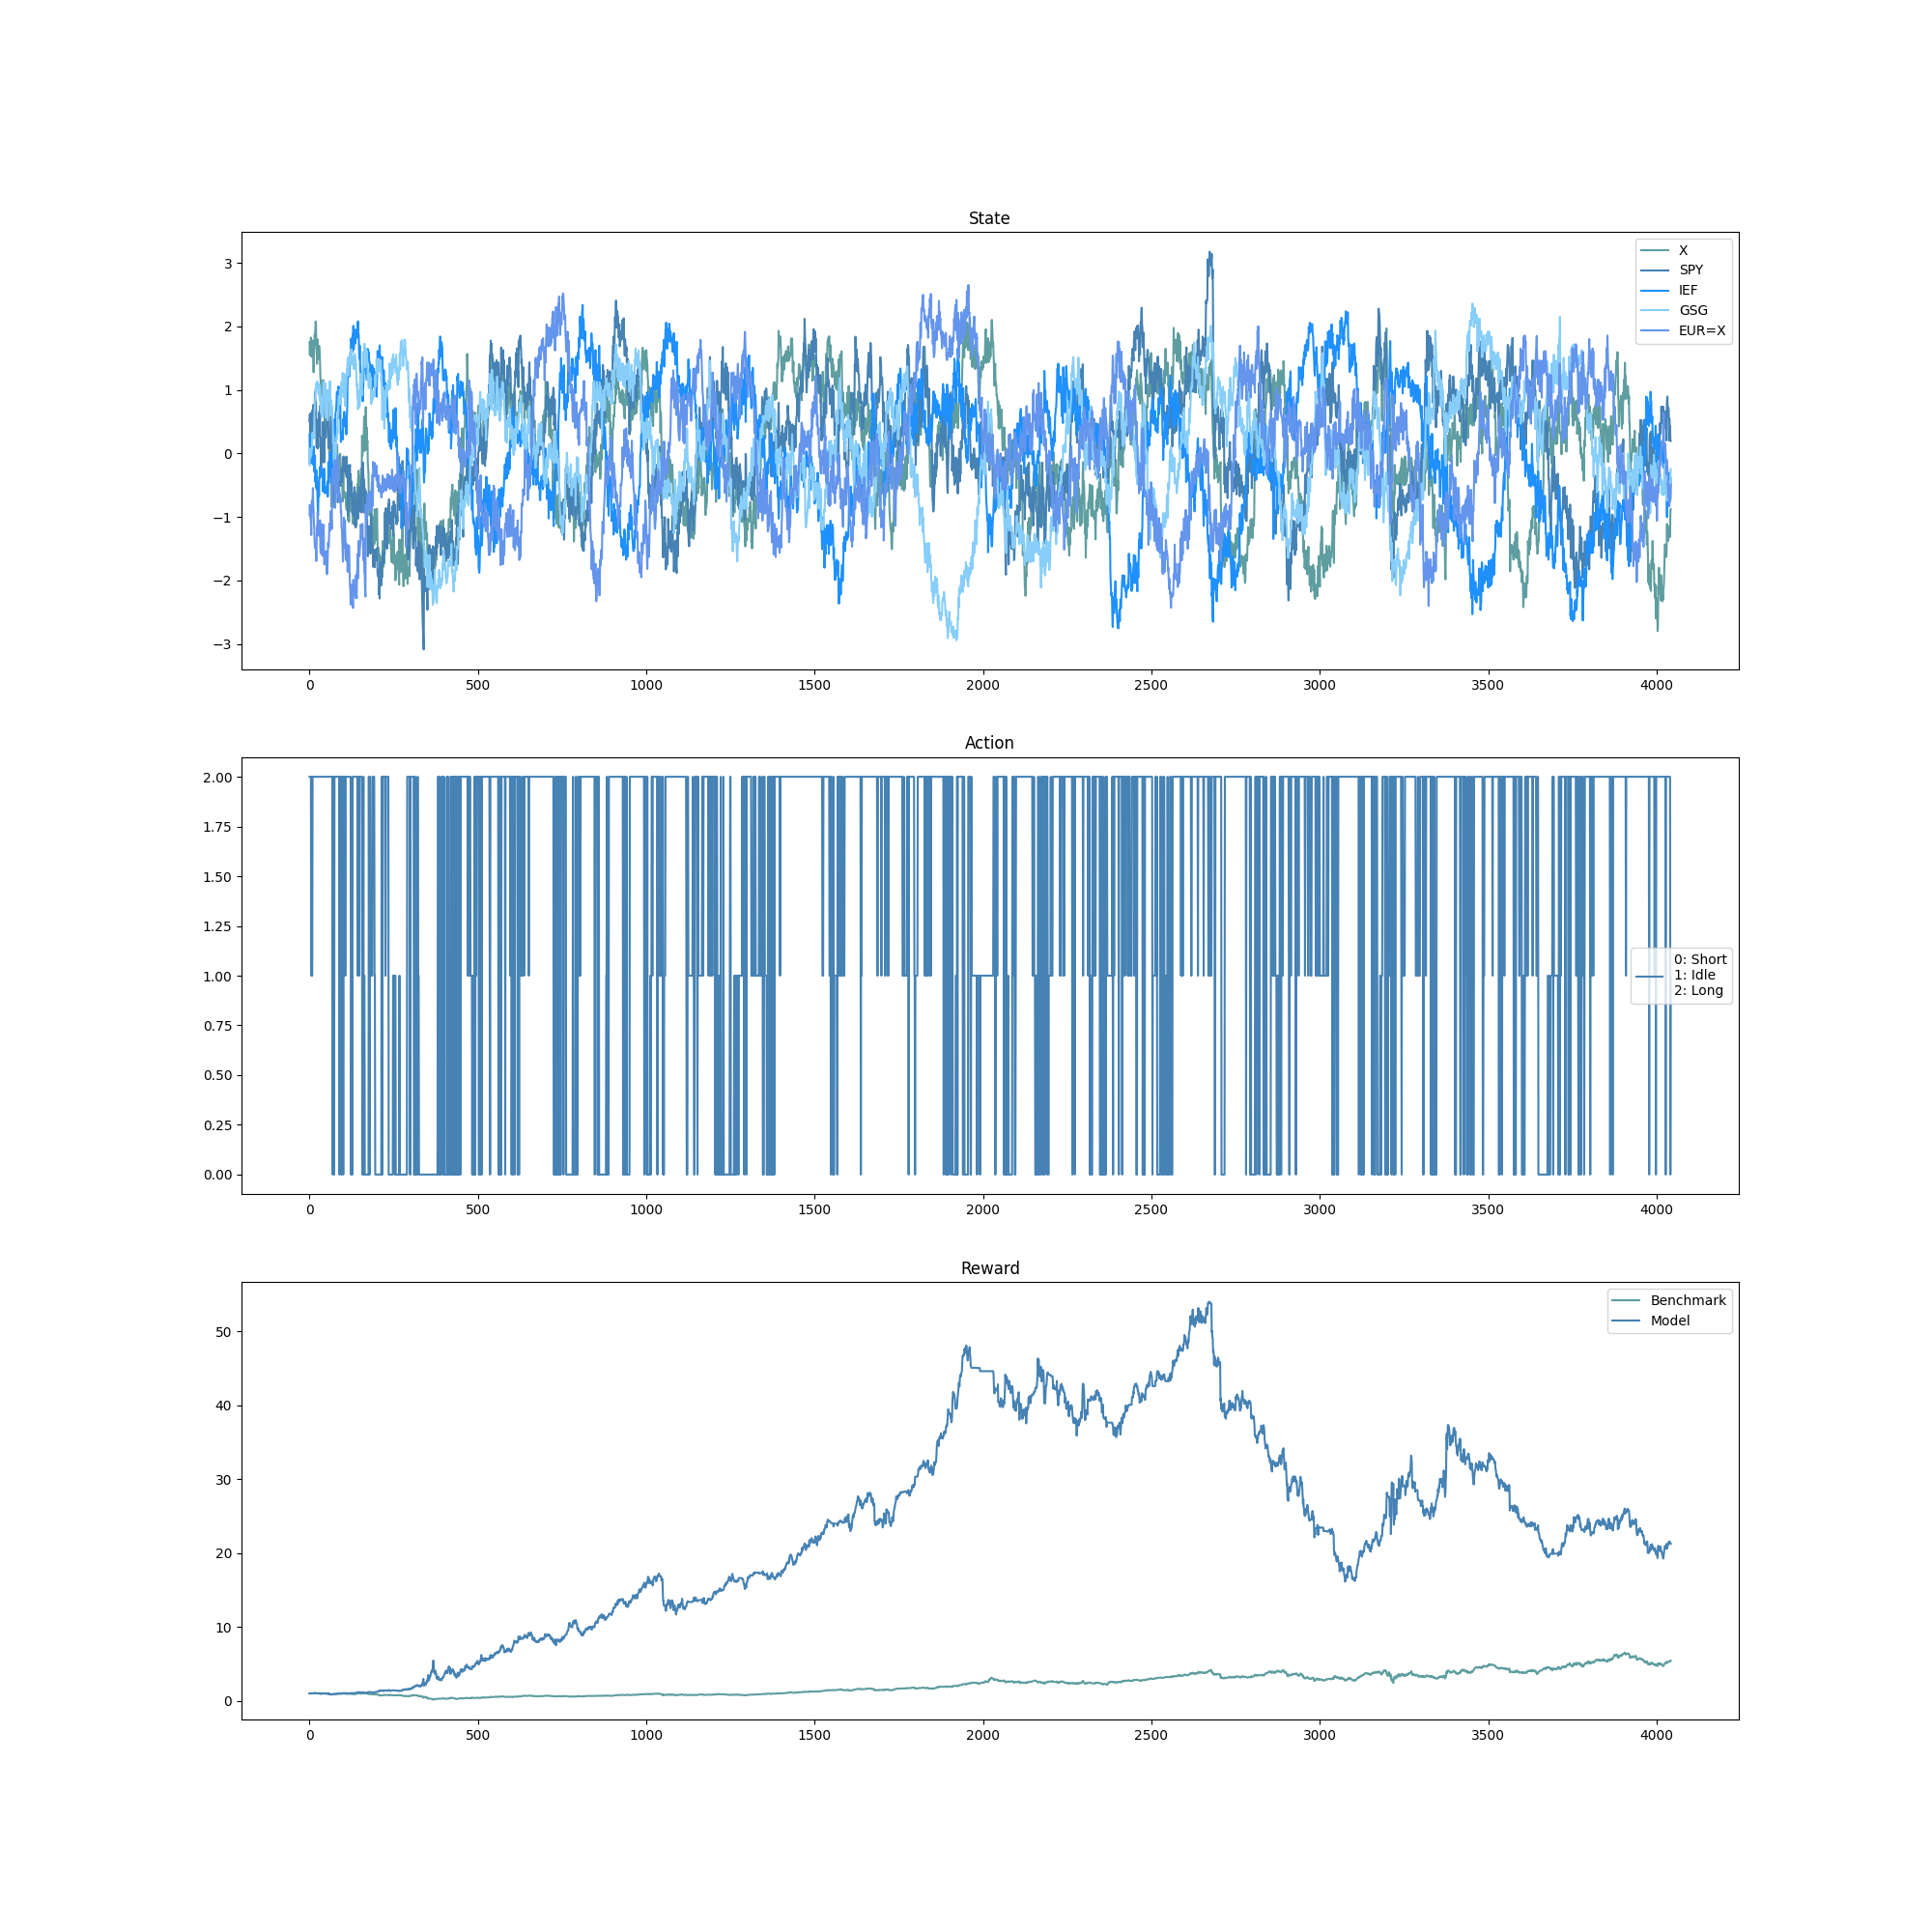 State
3
2
1
0
−1
−2
−3
X
SPY
IEF
GSG
EUR=X
0 500 1000 1500 2000 2500 3000 3500 4000
Action
2.00
1.75
1.50
1.25
1.00
0.75
0.50
0.25
0.00
0: Short
1: Idle
2: Long
0 500 1000 1500 2000 2500 3000 3500 4000
Reward
50
40
30
20
10
0
Benchmark
Model
0 500 1000 1500 2000 2500 3000 3500 4000